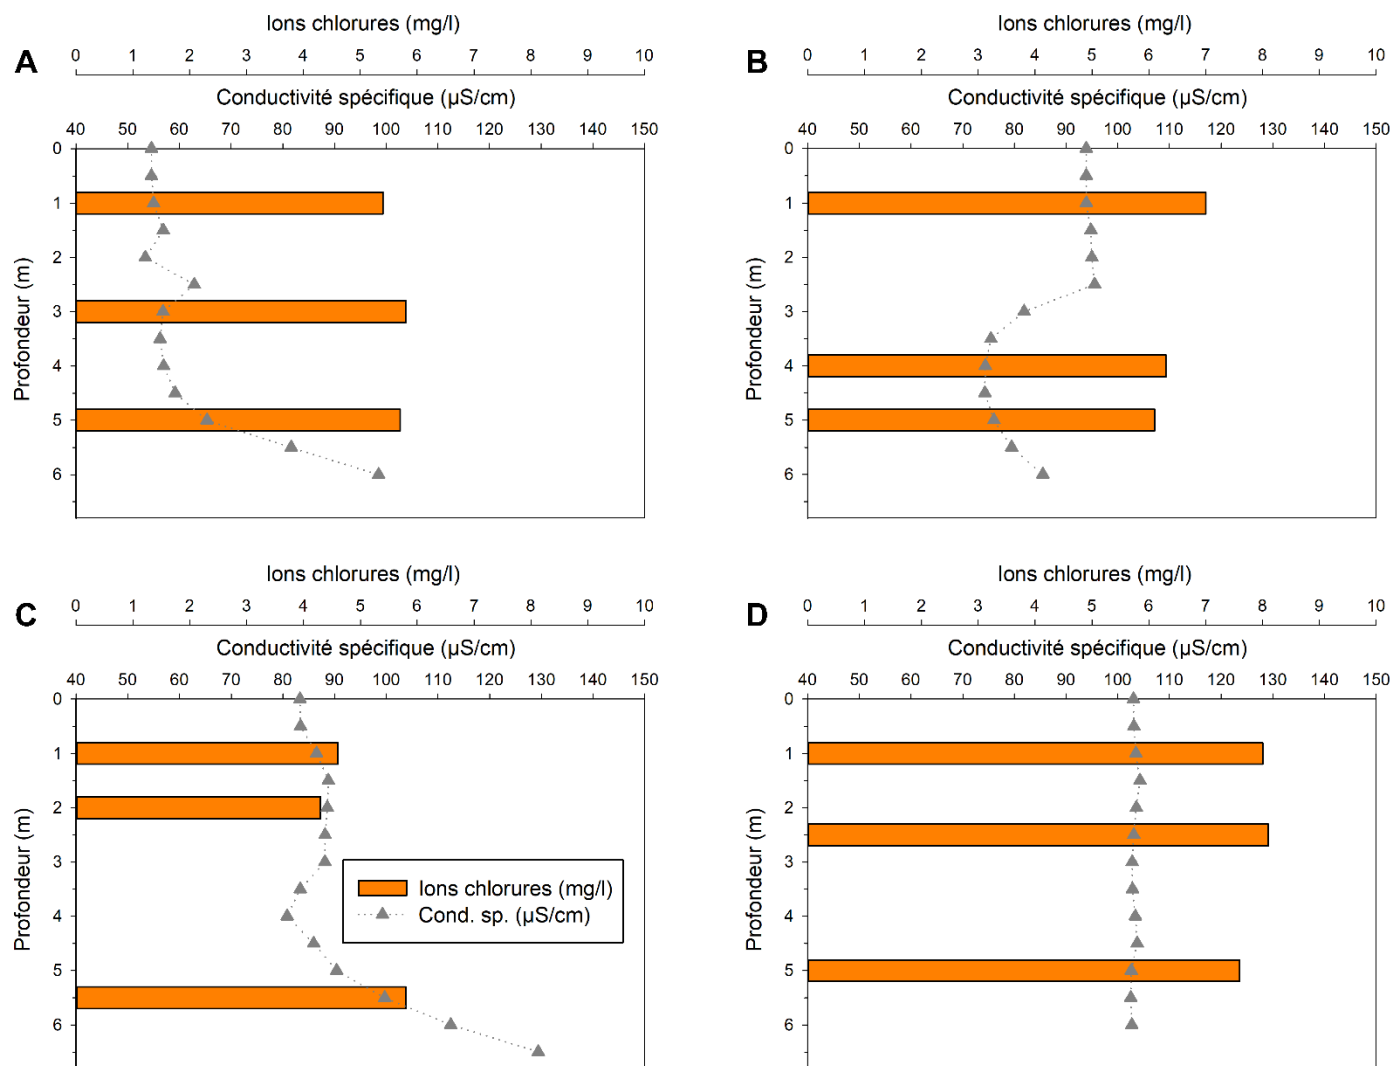 Ions chlorures (mg/l)
0 1 2 3 4 5 6 7 8 9 10
A
Conductivité spécifique (µS/cm)
40 50 60 70 80 90 100 110 120 130 140 150
0
1
2
3
4
5
6
Profondeur (m)
Ions chlorures (mg/l)
0 1 2 3 4 5 6 7 8 9 10
B
Conductivité spécifique (µS/cm)
40 50 60 70 80 90 100 110 120 130 140 150
0
1
2
3
4
5
6
Profondeur (m)
Ions chlorures (mg/l)
0 1 2 3 4 5 6 7 8 9 10
C
Conductivité spécifique (µS/cm)
40 50 60 70 80 90 100 110 120 130 140 150
0
1
2
3
4
5
6
Profondeur (m)
Ions chlorures (mg/l)
Cond. sp. (µS/cm)
Ions chlorures (mg/l)
0 1 2 3 4 5 6 7 8 9 10
D
Conductivité spécifique (µS/cm)
40 50 60 70 80 90 100 110 120 130 140 150
0
1
2
3
4
5
6
Profondeur (m)